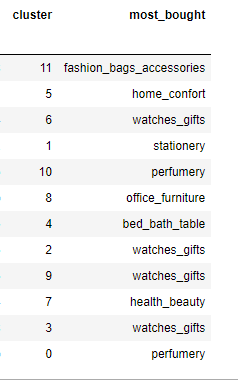 cluster most_bought
11 fashion_bags_accessories
5 home_confort
6 watches_gifts
1 stationery
10 perfumery
8 office_furniture
4 bed_bath_table
2 watches_gifts
9 watches_gifts
7 health_beauty
3 watches_gifts
0 perfumery